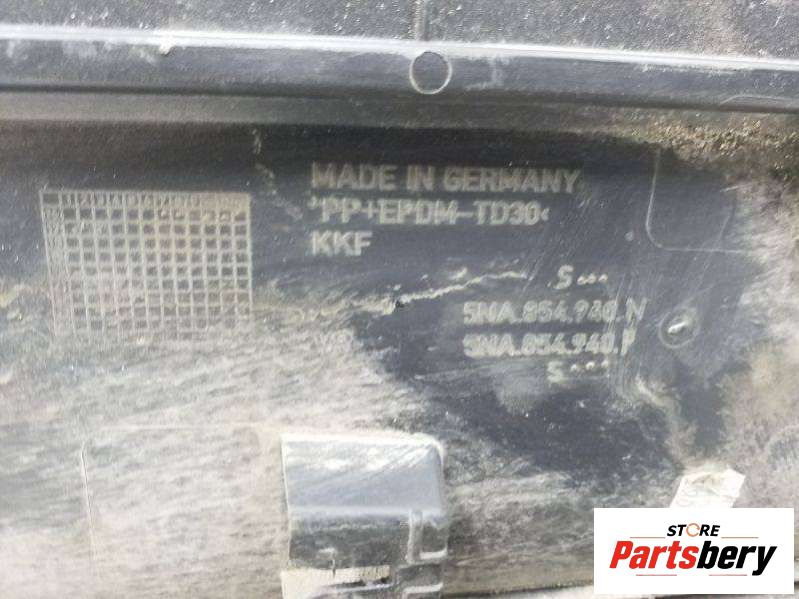 MADE IN GERMANY
>PP+EPDM-TD30<
KKF
S
5NA.854.940.N
5NA.854.940.P
S
STORE
Partsbery